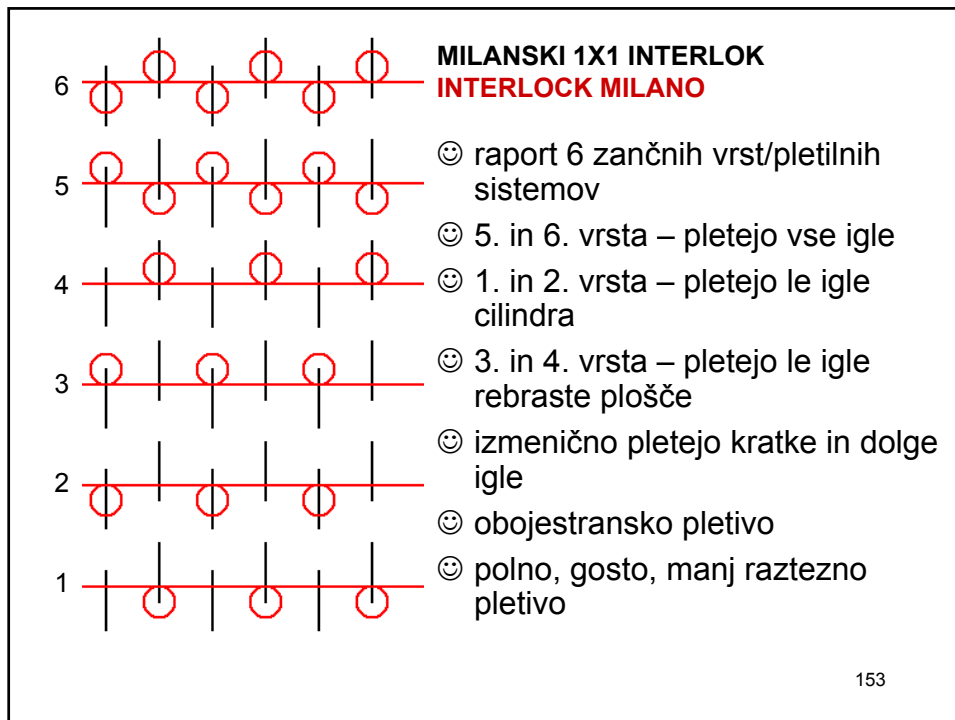 MILANSKI 1X1 INTERLOK
INTERLOCK MILANO
☺ raport 6 zančnih vrst/pletilnih
sistemov
☺ 5. in 6. vrsta – pletejo vse igle
☺ 1. in 2. vrsta – pletejo le igle
cilindra
☺ 3. in 4. vrsta – pletejo le igle
rebraste plošče
☺ izmenično pletejo kratke in dolge
igle
☺ obojestransko pletivo
☺ polno, gosto, manj raztezno
pletivo
6
5
4
3
2
1
153